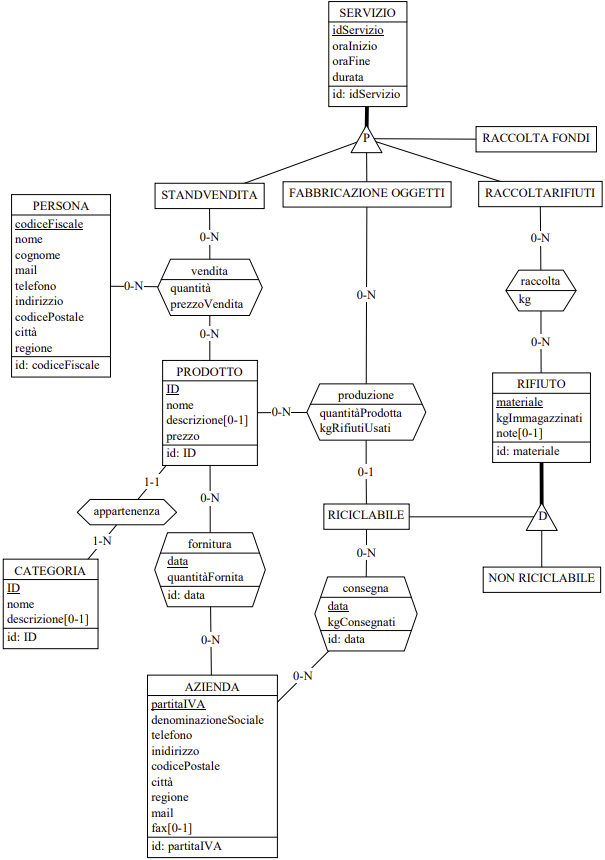 SERVIZIO
idServizio
oraInizio
oraFine
durata
id: idServizio
P
RACCOLTA FONDI
STANDVENDITA
FABBRICAZIONE OGGETTI
RACCOLTARIFIUTI
PERSONA
codiceFiscale
nome
cognome
mail
telefono
indirizzio
codicePostale
città
regione
id: codiceFiscale
0-N
0-N
vendita
quantità
prezzoVendita
0-N
0-N
0-N
raccolta
kg
0-N
PRODOTTO
ID
nome
descrizione[0-1]
prezzo
id: ID
0-N
produzione
quantitàProdotta
kgRifiutiUsati
0-1
RIFIUTO
materiale
kgImmagazzinati
note[0-1]
id: materiale
1-1
appartenenza
1-N
0-N
RICICLABILE
D
NON RICICLABILE
CATEGORIA
ID
nome
descrizione[0-1]
id: ID
fornitura
data
quantitàFornita
id: data
0-N
0-N
consegna
data
kgConsegnati
id: data
0-N
AZIENDA
partitaIVA
denominazioneSociale
telefono
inidirizzo
codicePostale
città
regione
mail
fax[0-1]
id: partitaIVA